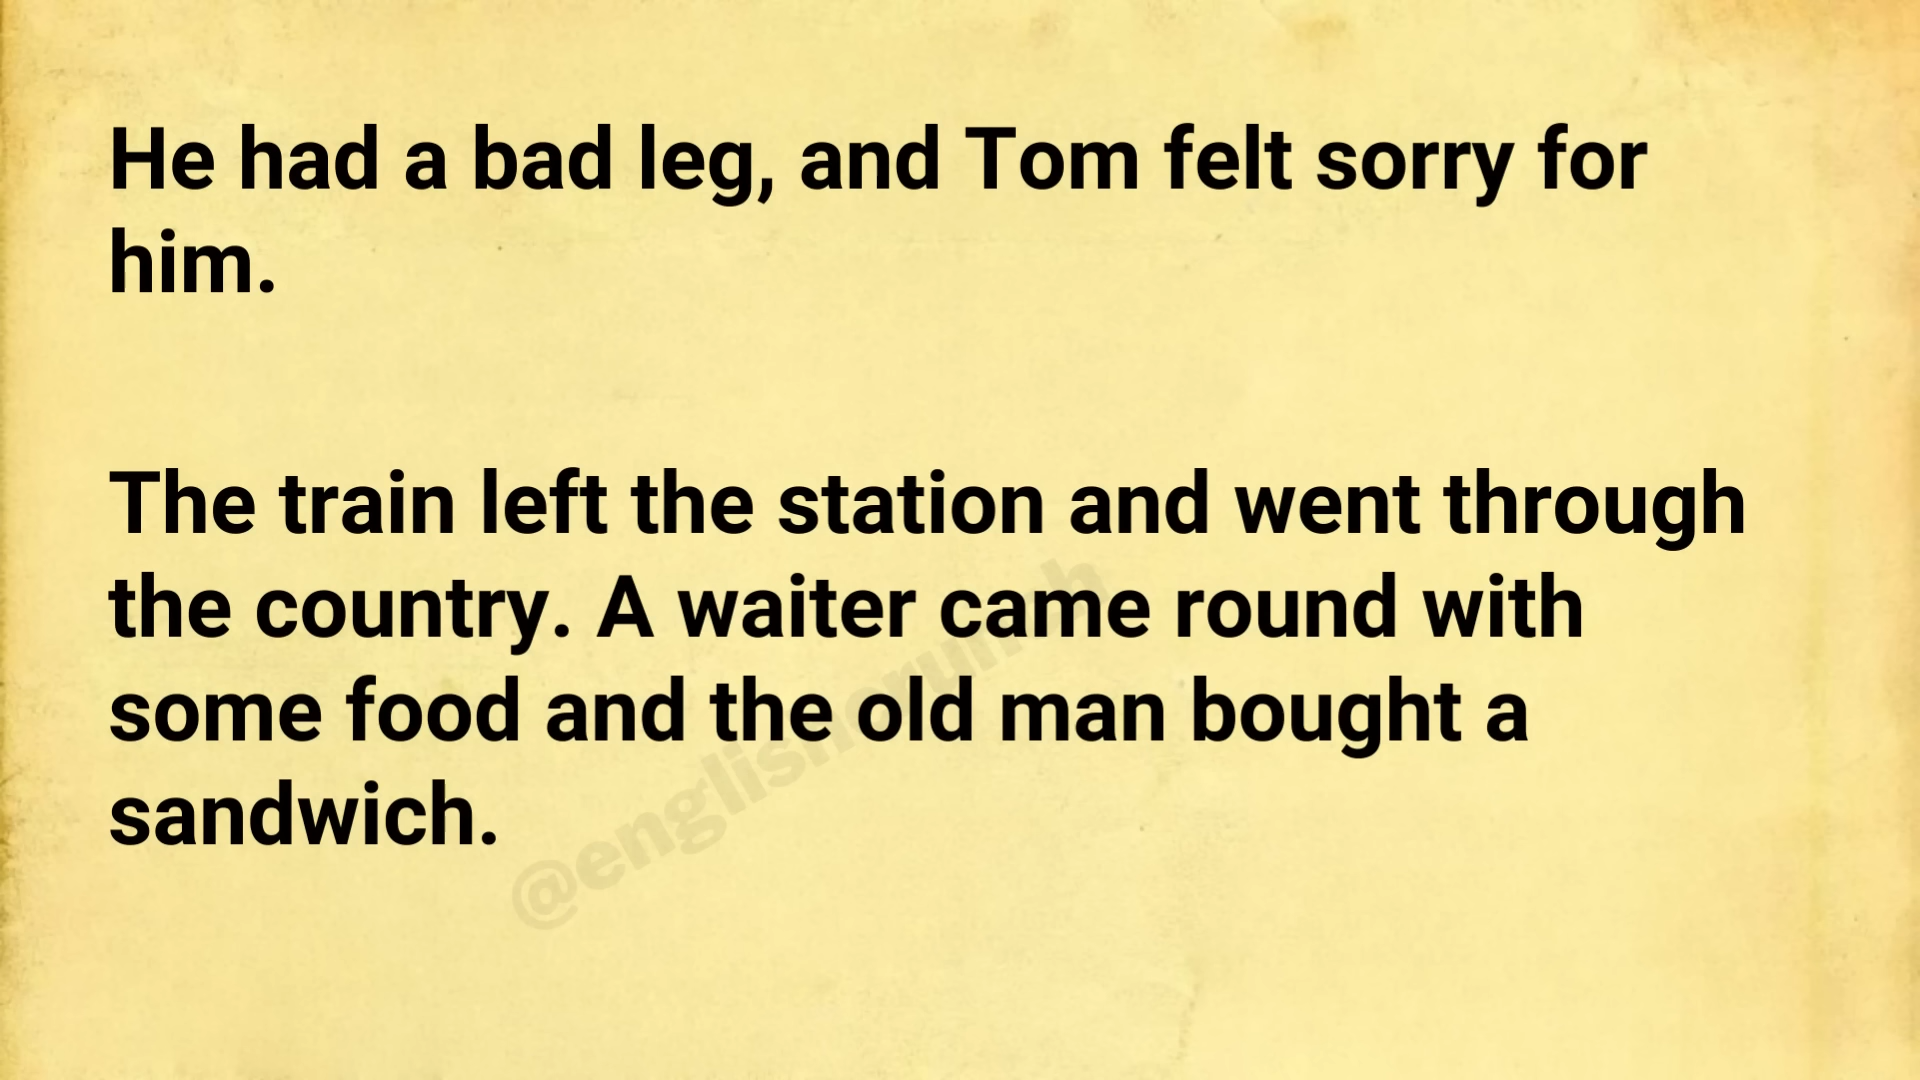 He had a bad leg, and Tom felt sorry for
him.
The train left the station and went through
the country. A waiter came round with
some food and the old man bought a
sandwich.
@englishcrunch